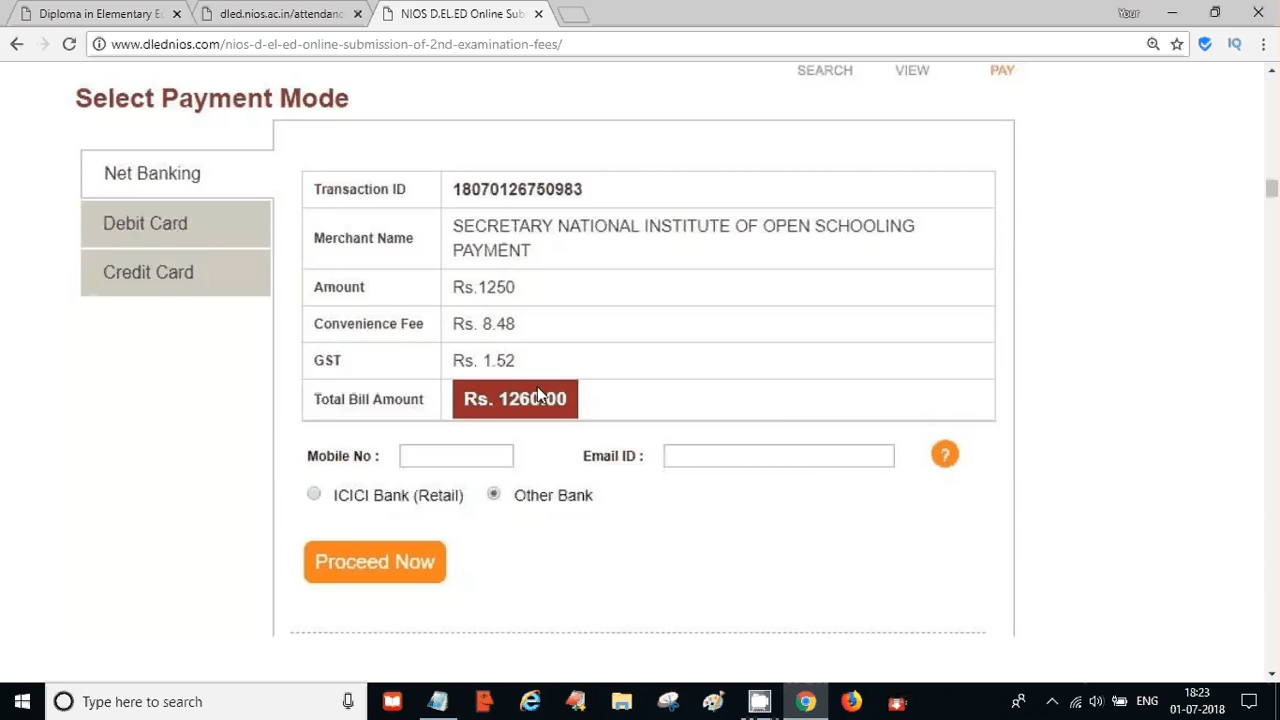 Diploma in Elementary E
dled.nios.ac.in/attendanc
NIOS D.EL.ED Online Sub
Your
www.dlednios.com/nios-d-el-ed-online-submission-of-2nd-examination-fees/
IQ
SEARCH VIEW PAY
Select Payment Mode
Net Banking
Debit Card
Credit Card
Transaction ID 18070126750983
Merchant Name SECRETARY NATIONAL INSTITUTE OF OPEN SCHOOLING
PAYMENT
Amount Rs.1250
Convenience Fee Rs. 8.48
GST Rs. 1.52
Total Bill Amount Rs. 1260.00
Mobile No : Email ID : ?
ICICI Bank (Retail) Other Bank
Proceed Now
Type here to search
ENG
18:23
01-07-2018